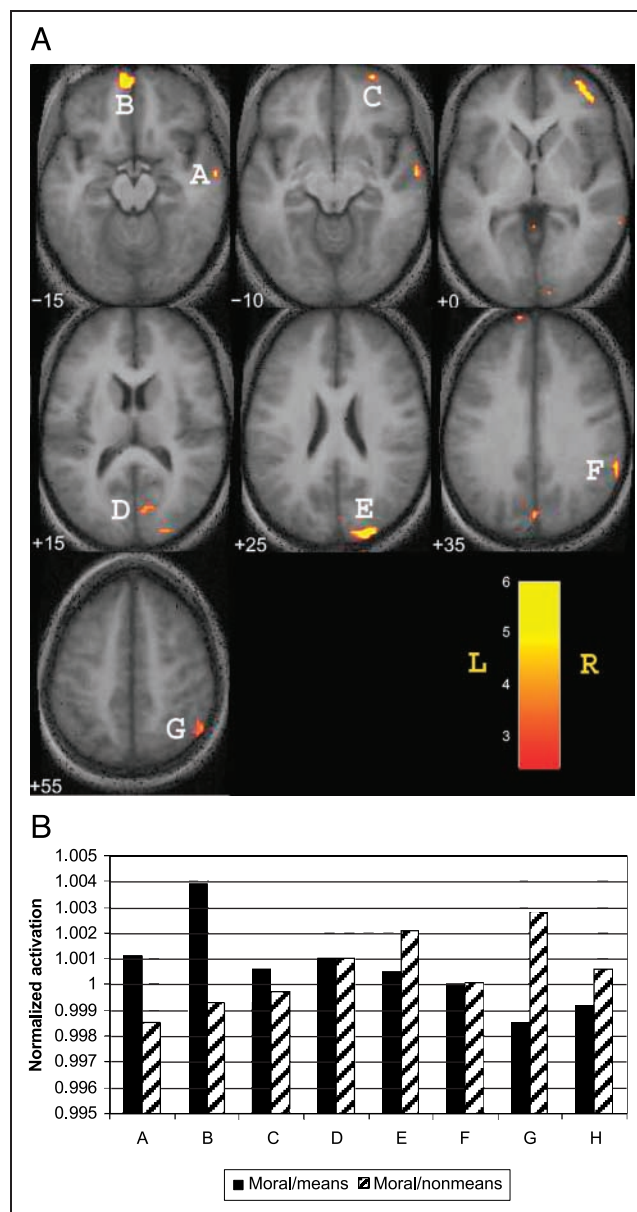 A
B
A
−15
C
−10
+0
D
+15
E
+25
F
+35
G
+55
6
5
4
3
L
R
B
Normalized activation
1.005
1.004
1.003
1.002
1.001
1
0.999
0.998
0.997
0.996
0.995
A B C D E F G H
Moral/means Moral/nonmeans